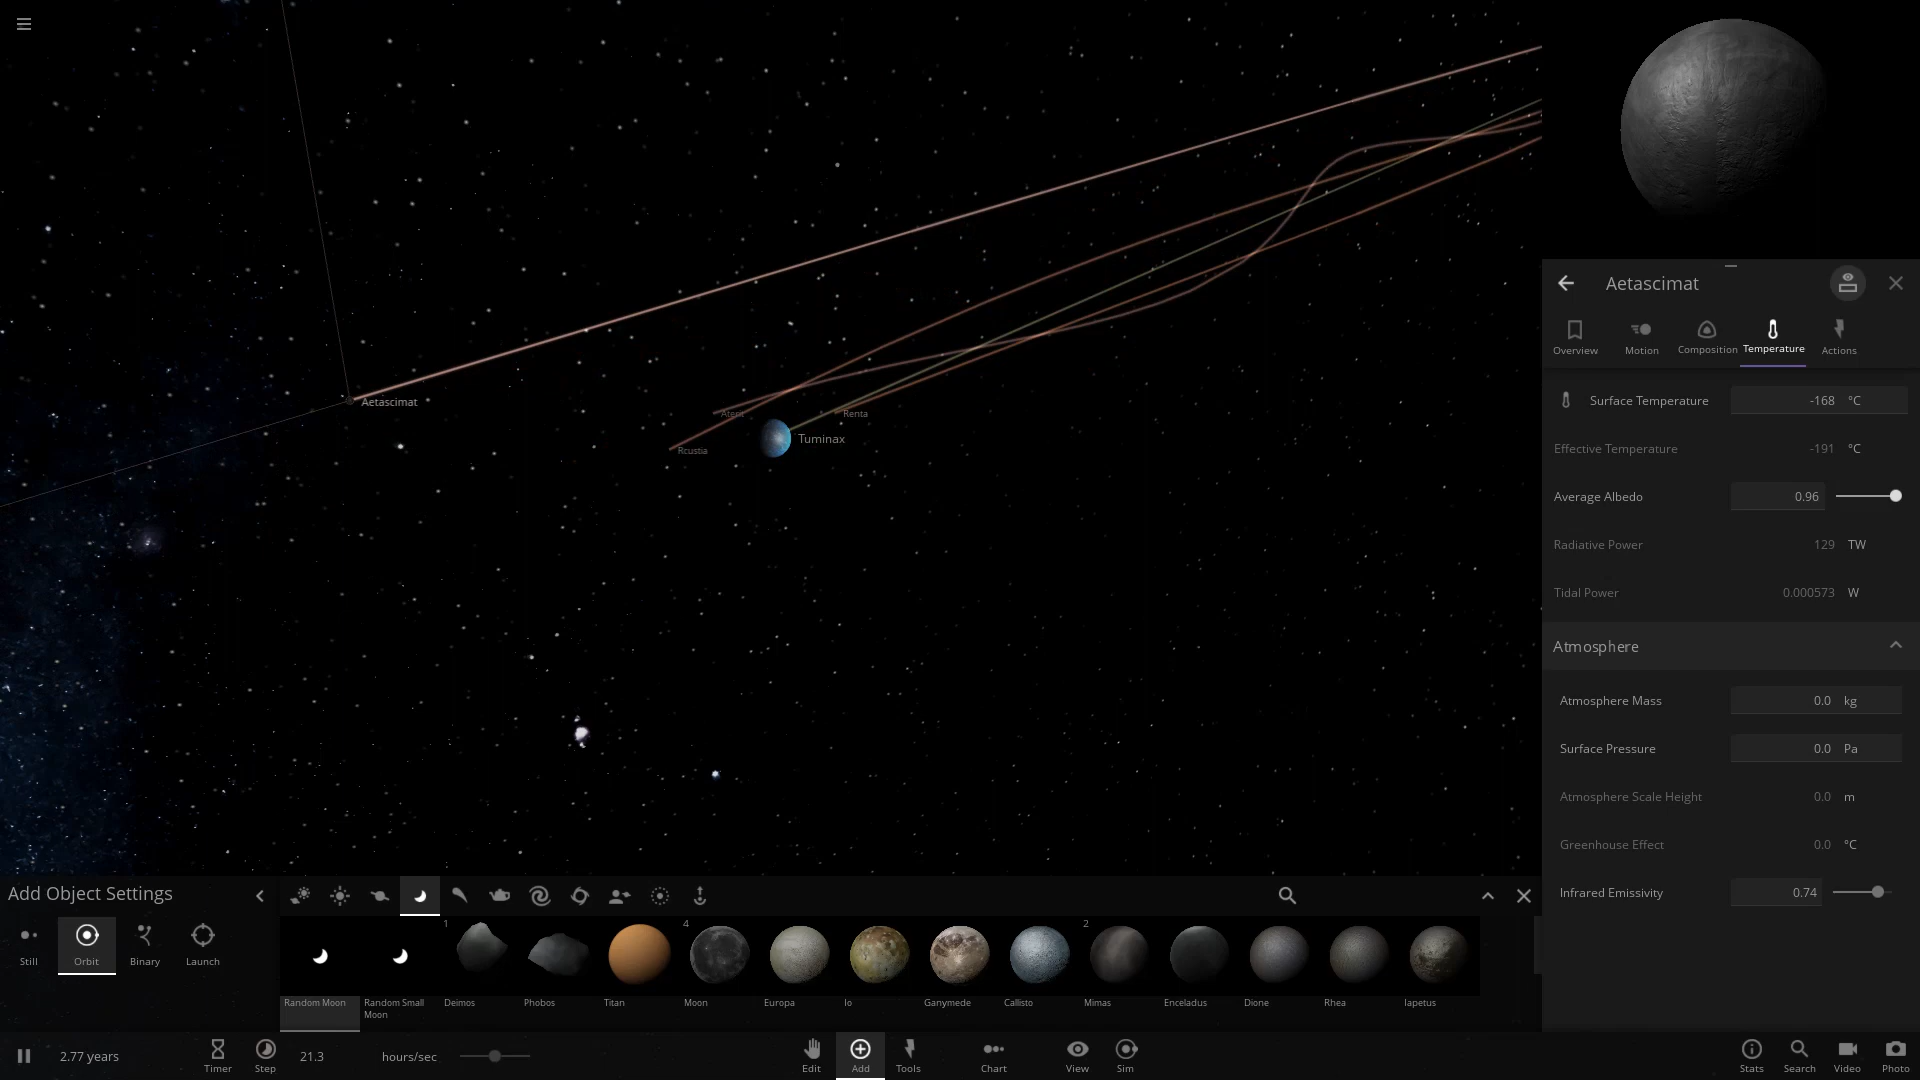 Aetascimat
Overview
Motion
Composition
Temperature
Actions
Surface Temperature -168 °C
Effective Temperature -191 °C
Average Albedo 0.96
Radiative Power 129 TW
Tidal Power 0.000573 W
Atmosphere
Atmosphere Mass 0.0 kg
Surface Pressure 0.0 Pa
Atmosphere Scale Height 0.0 m
Greenhouse Effect 0.0 °C
Infrared Emissivity 0.74
Aetascimat
Renta
Tuminax
Rcustia
Add Object Settings
Still
Orbit
Binary
Launch
1
4
2
Random Moon
Random Small
Moon
Deimos
Phobos
Titan
Moon
Europa
Io
Ganymede
Callisto
Mimas
Enceladus
Dione
Rhea
Iapetus
2.77 years
Timer
Step
21.3 hours/sec
Edit
Add
Tools
Chart
View
Sim
Stats
Search
Video
Photo